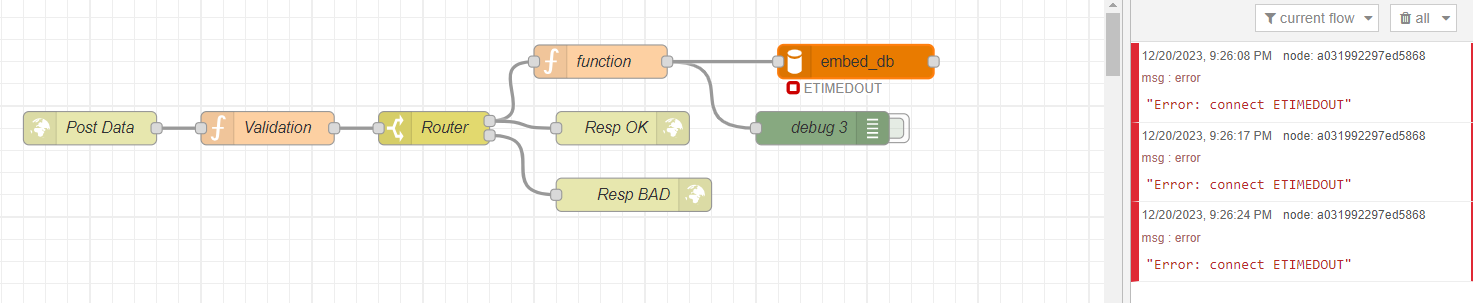 current flow
all
function
embed_db
ETIMEDOUT
Post Data
Validation
Router
Resp OK
debug 3
Resp BAD
12/20/2023, 9:26:08 PM node: a031992297ed5868
msg : error
"Error: connect ETIMEDOUT"
12/20/2023, 9:26:17 PM node: a031992297ed5868
msg : error
"Error: connect ETIMEDOUT"
12/20/2023, 9:26:24 PM node: a031992297ed5868
msg : error
"Error: connect ETIMEDOUT"